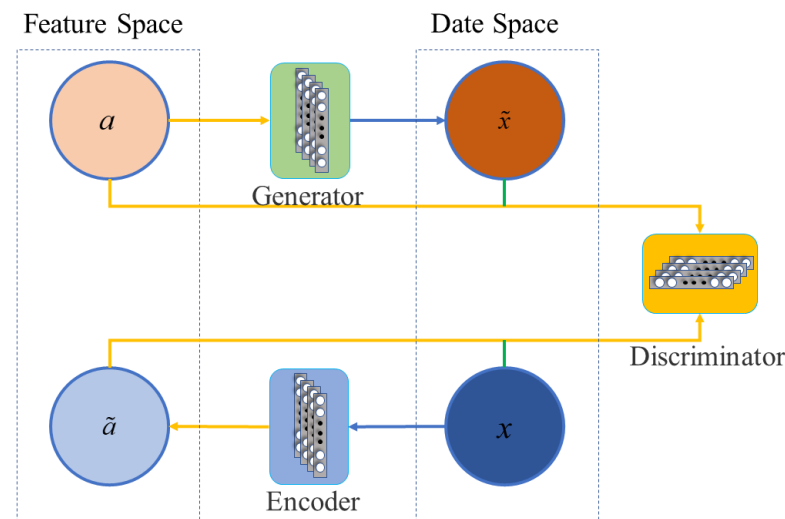 Feature Space
Date Space
a
x̃
Generator
Discriminator
ã
x
Encoder